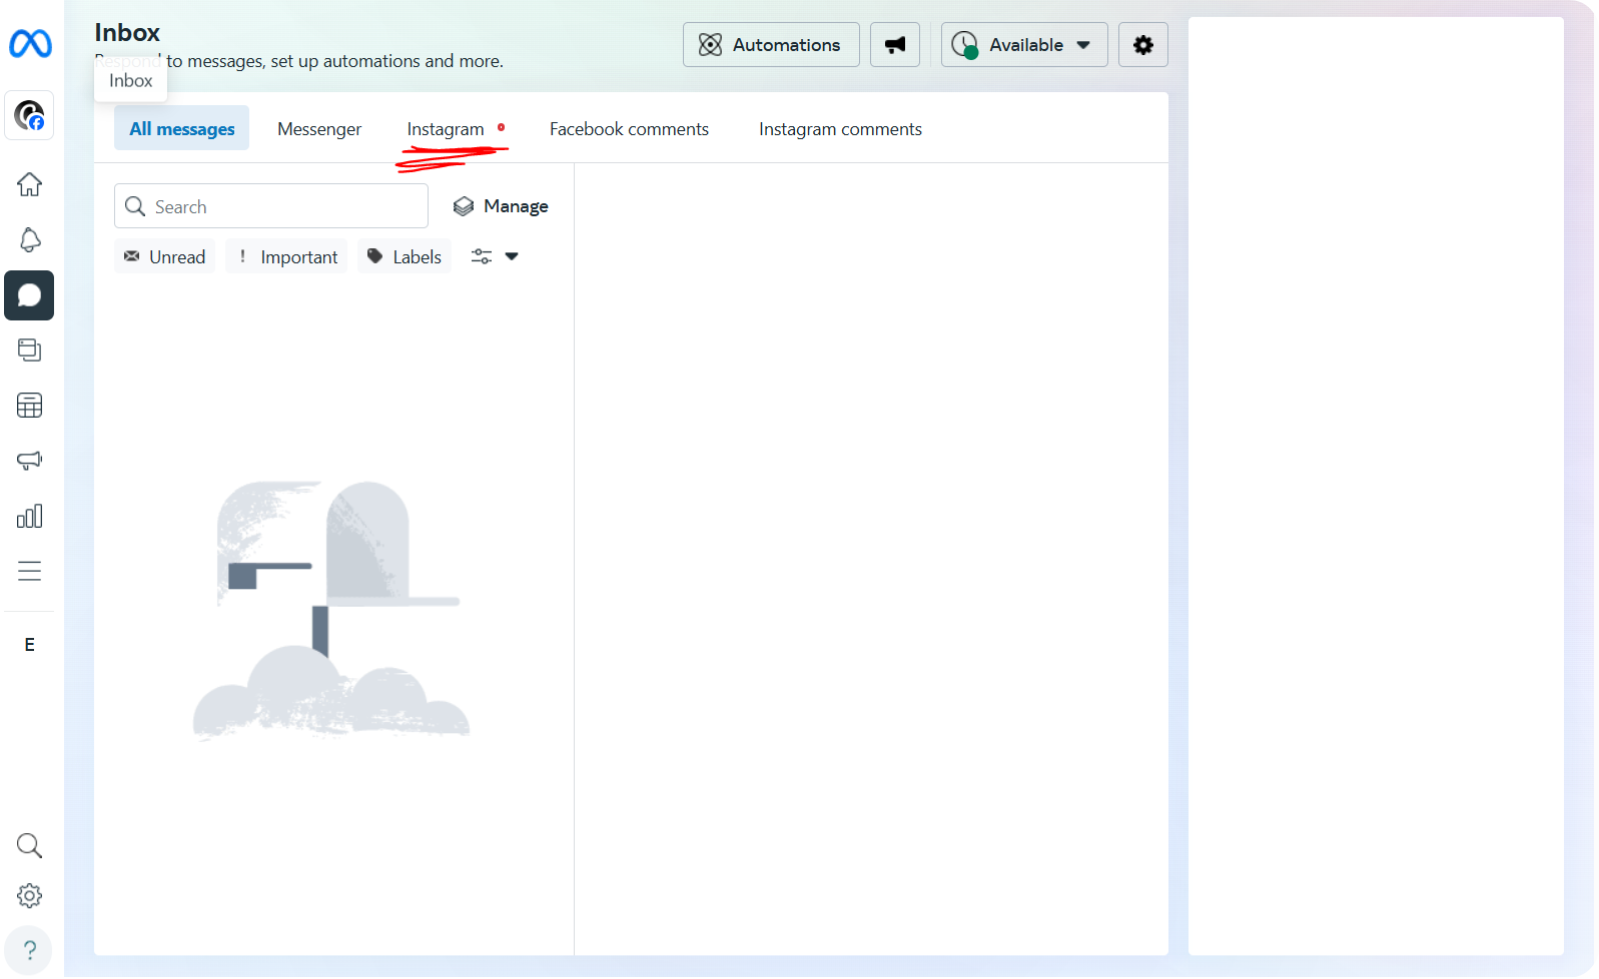 Inbox
Respond to messages, set up automations and more.
Inbox
Automations
Available
All messages
Messenger
Instagram
Facebook comments
Instagram comments
Search
Manage
Unread
! Important
Labels
E
?